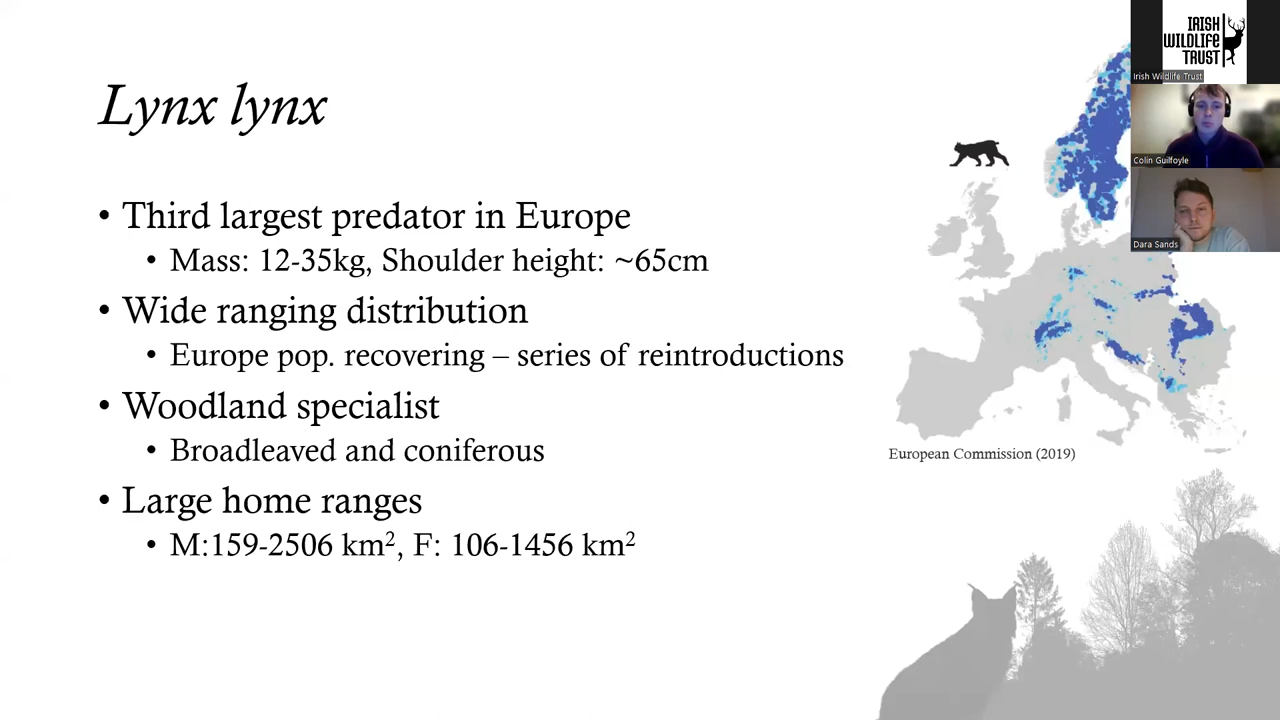 Lynx lynx
• Third largest predator in Europe
• Mass: 12-35kg, Shoulder height: ~65cm
• Wide ranging distribution
• Europe pop. recovering – series of reintroductions
• Woodland specialist
• Broadleaved and coniferous
• Large home ranges
• M:159-2506 km², F: 106-1456 km²
European Commission (2019)
IRISH
WILDLIFE
TRUST
Irish Wildlife Trust
Colin Guilfoyle
Dara Sands